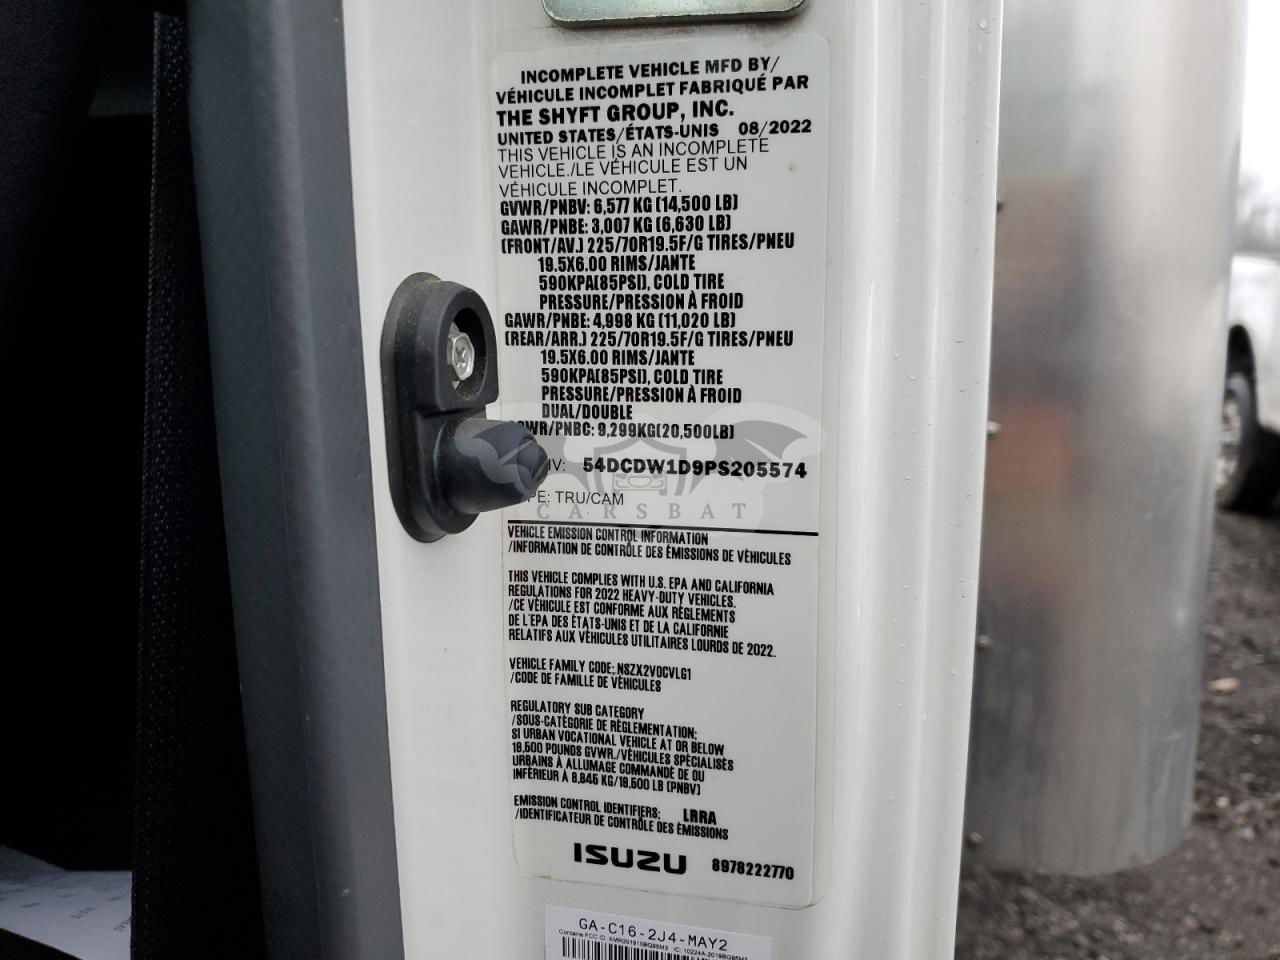 INCOMPLETE VEHICLE MFD BY/
VÉHICULE INCOMPLET FABRIQUÉ PAR
THE SHYFT GROUP, INC.
UNITED STATES/ÉTATS-UNIS 08/2022
THIS VEHICLE IS AN INCOMPLETE
VEHICLE./LE VÉHICULE EST UN
VÉHICULE INCOMPLET.
GVWR/PNBV: 6,577 KG (14,500 LB)
GAWR/PNBE: 3,007 KG (6,630 LB)
(FRONT/AV.) 225/70R19.5F/G TIRES/PNEU
19.5X6.00 RIMS/JANTE
590KPA(85PSI), COLD TIRE
PRESSURE/PRESSION À FROID
GAWR/PNBE: 4,998 KG (11,020 LB)
(REAR/ARR.) 225/70R19.5F/G TIRES/PNEU
19.5X6.00 RIMS/JANTE
590KPA(85PSI), COLD TIRE
PRESSURE/PRESSION À FROID
DUAL/DOUBLE
WR/PNBC: 9,299KG(20,500LB)
IV: 54DCDW1D9PS205574
PE: TRU/CAM
CARSBAT
VEHICLE EMISSION CONTROL INFORMATION
/INFORMATION DE CONTRÔLE DES ÉMISSIONS DE VÉHICULES
THIS VEHICLE COMPLIES WITH U.S. EPA AND CALIFORNIA
REGULATIONS FOR 2022 HEAVY-DUTY VEHICLES.
/CE VÉHICULE EST CONFORME AUX RÈGLEMENTS
DE L'EPA DES ÉTATS-UNIS ET DE LA CALIFORNIE
RELATIFS AUX VÉHICULES UTILITAIRES LOURDS DE 2022.
VEHICLE FAMILY CODE: NSZX2VOCVLG1
/CODE DE FAMILLE DE VÉHICULES
REGULATORY SUB CATEGORY
/SOUS-CATÉGORIE DE RÉGLEMENTATION:
SI URBAN VOCATIONAL VEHICLE AT OR BELOW
19,500 POUNDS GVWR./VÉHICULES SPÉCIALISÉS
URBAINS À ALLUMAGE COMMANDÉ DE OU
INFÉRIEUR À 8,845 KG/19,500 LB (PNBV)
EMISSION CONTROL IDENTIFIERS: LRRA
/IDENTIFICATEUR DE CONTRÔLE DES ÉMISSIONS
ISUZU 8978222770
GA-C16-2J4-MAY2
Contains FCC ID